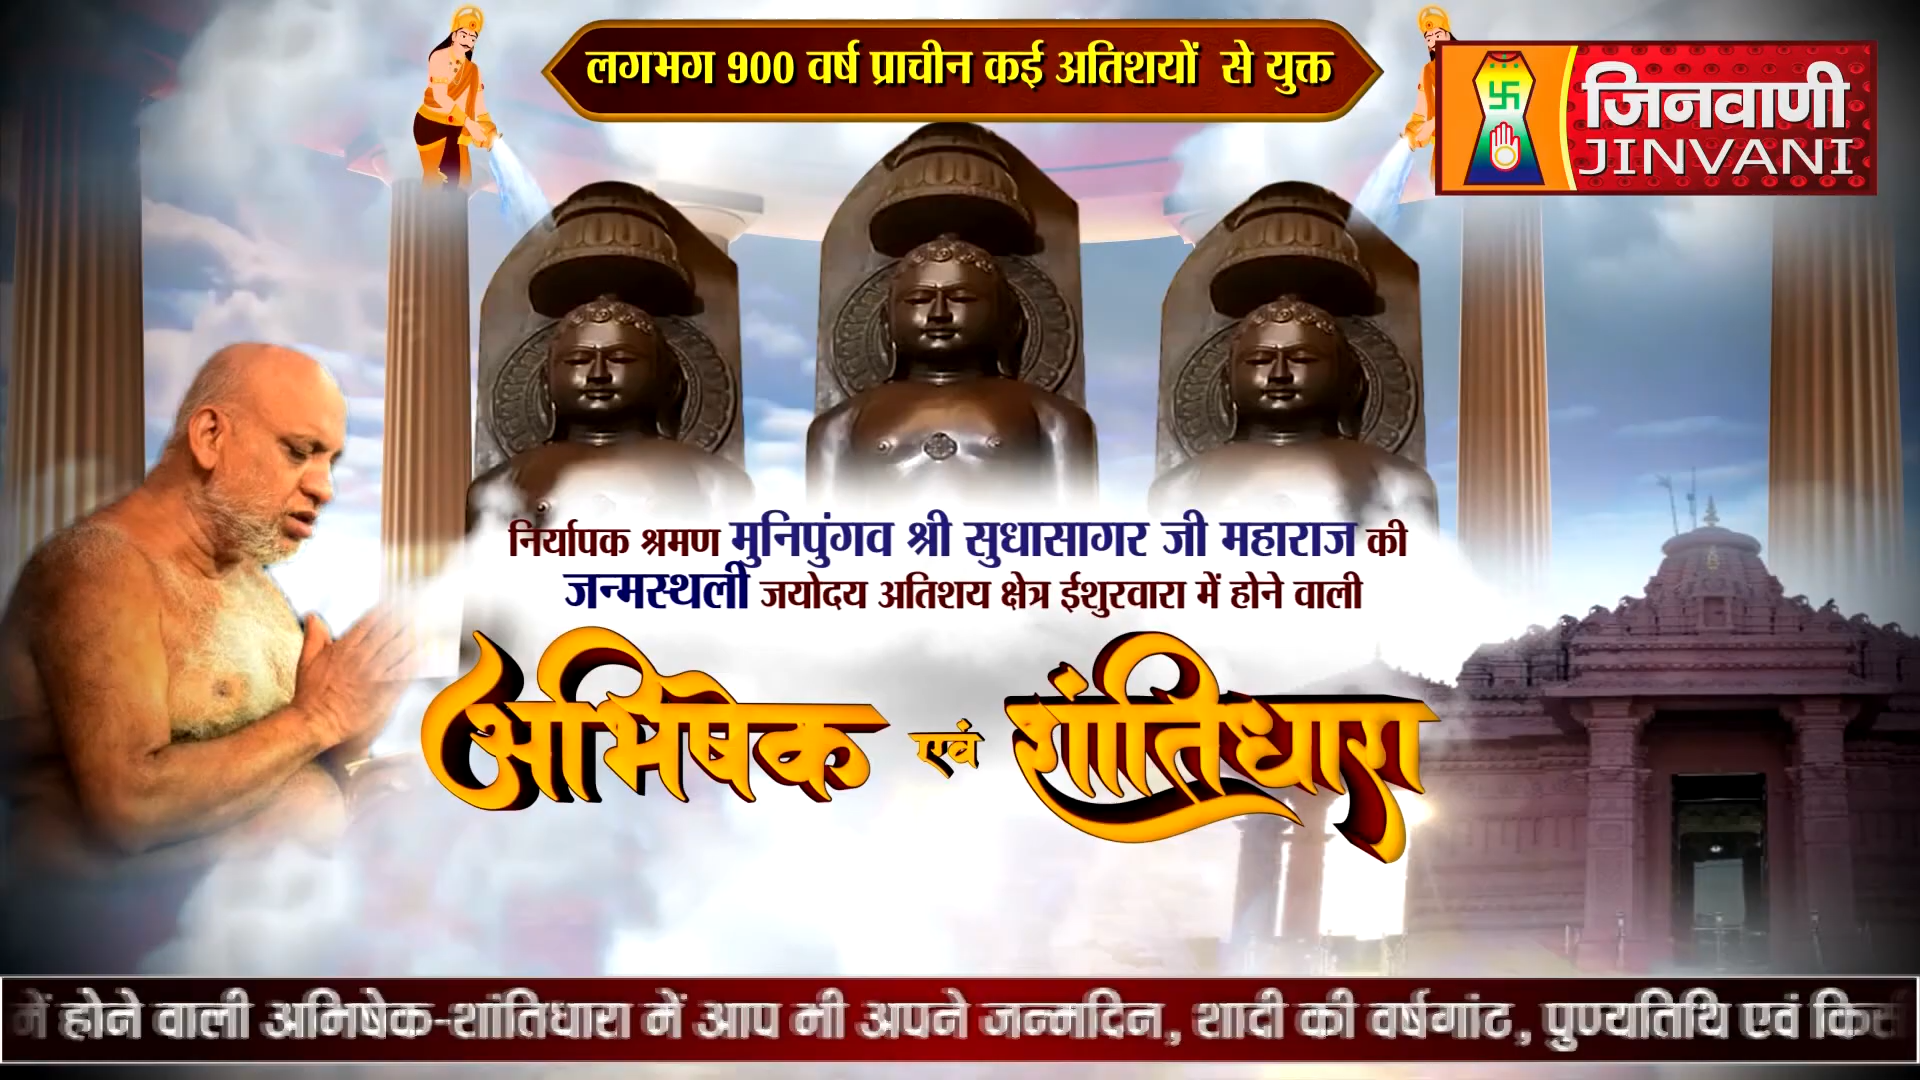 लगभग 900 वर्ष प्राचीन कई अतिशयों से युक्त
जिनवाणी
JINVANI
निर्यापक श्रमण मुनिपुंगव श्री सुधासागर जी महाराज की
जन्मस्थली जयोदय अतिशय क्षेत्र ईशुरवारा में होने वाली
अभिषेक एवं शांतिधारा
में होने वाली अभिषेक-शांतिधारा में आप भी अपने जन्मदिन, शादी की वर्षगांठ, पुण्यतिथि एवं